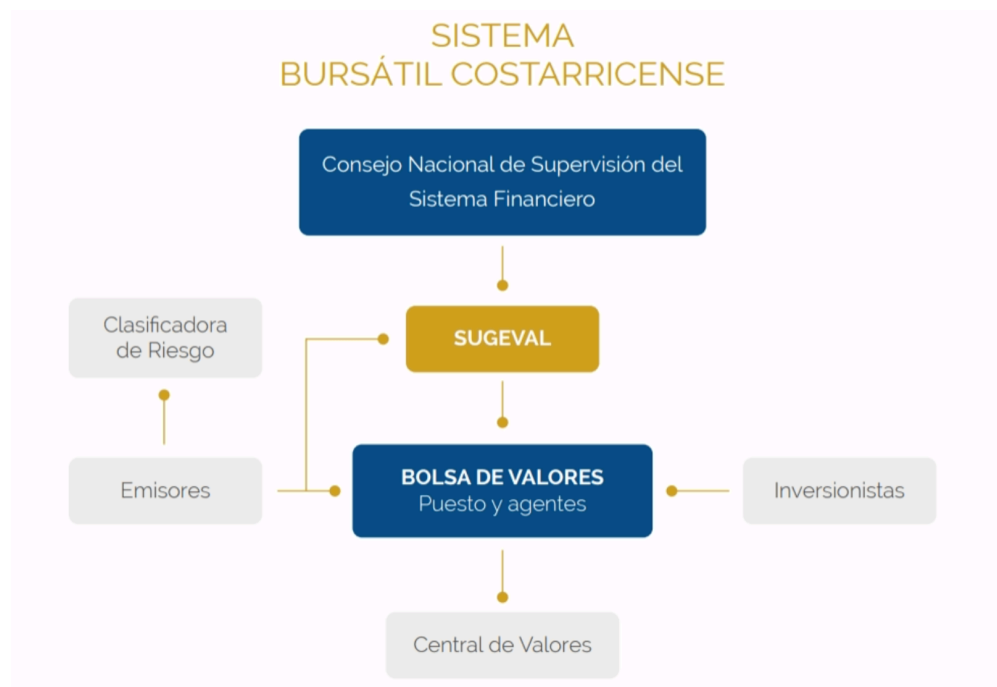 SISTEMA
BURSÁTIL COSTARRICENSE
Consejo Nacional de Supervisión del
Sistema Financiero
Clasificadora
de Riesgo
SUGEVAL
Emisores
BOLSA DE VALORES
Puesto y agentes
Inversionistas
Central de Valores